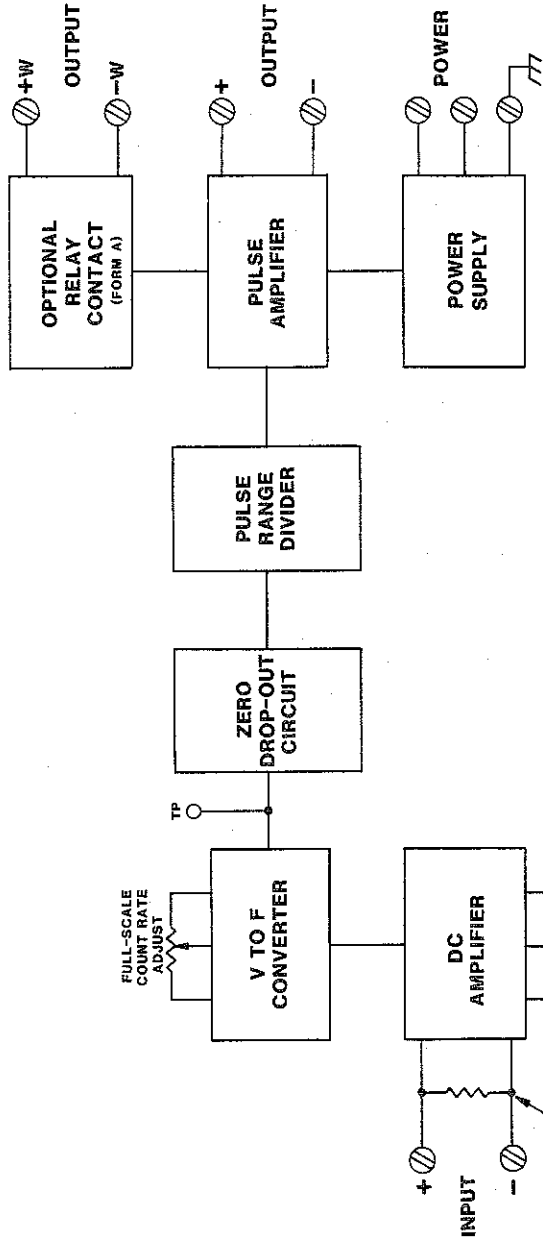 OPTIONAL
RELAY
CONTACT
(FORM A)
+W
OUTPUT
-W
PULSE
AMPLIFIER
+
OUTPUT
-
POWER
SUPPLY
POWER
PULSE
RANGE
DIVIDER
ZERO
DROP-OUT
CIRCUIT
TP
FULL-SCALE
COUNT RATE
ADJUST
V TO F
CONVERTER
DC
AMPLIFIER
+
INPUT
-